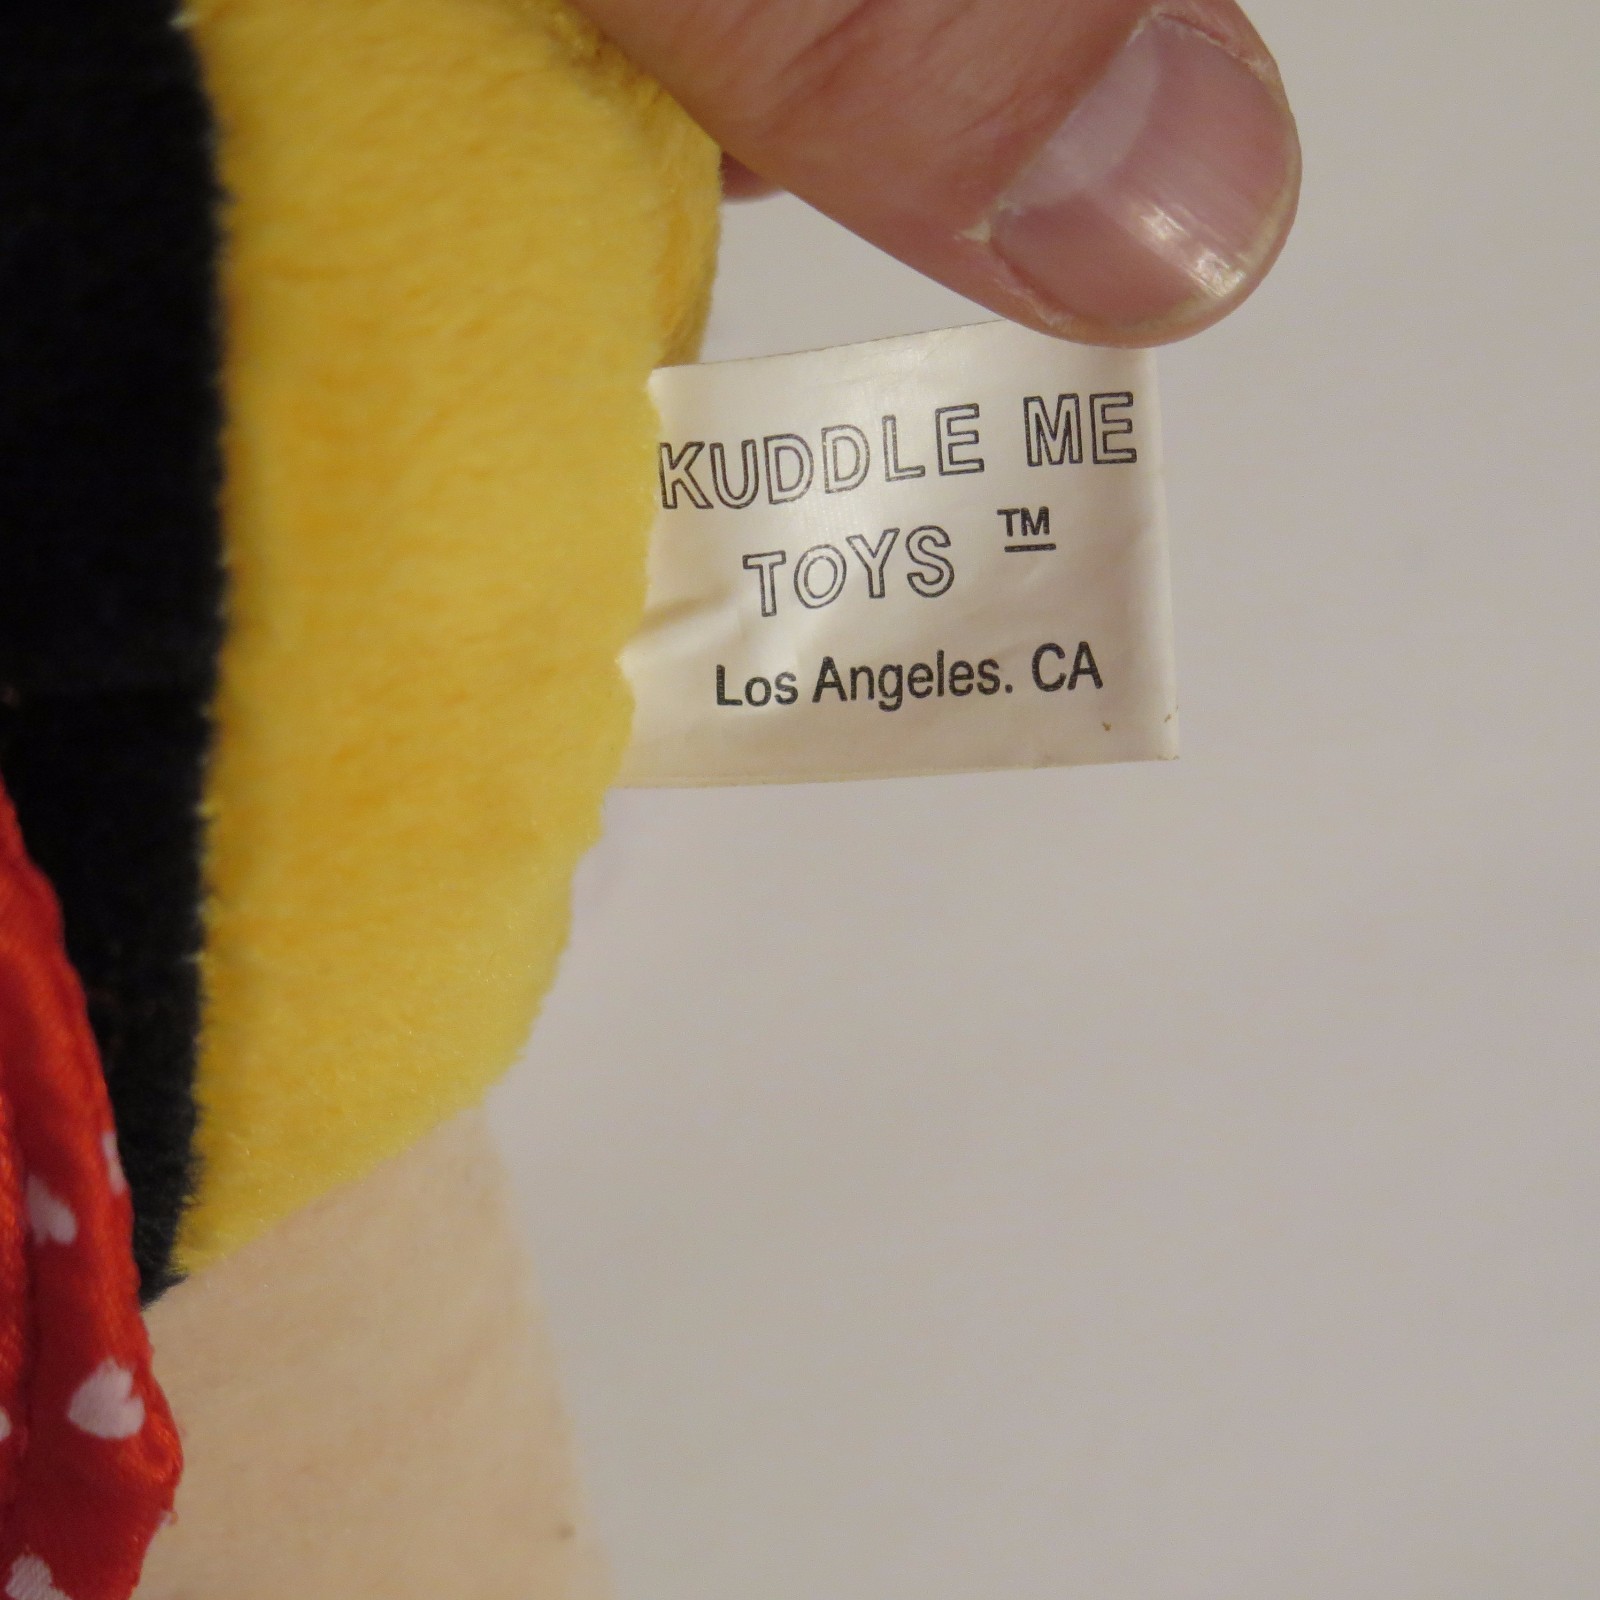 KUDDLE ME
TOYS ™
Los Angeles. CA